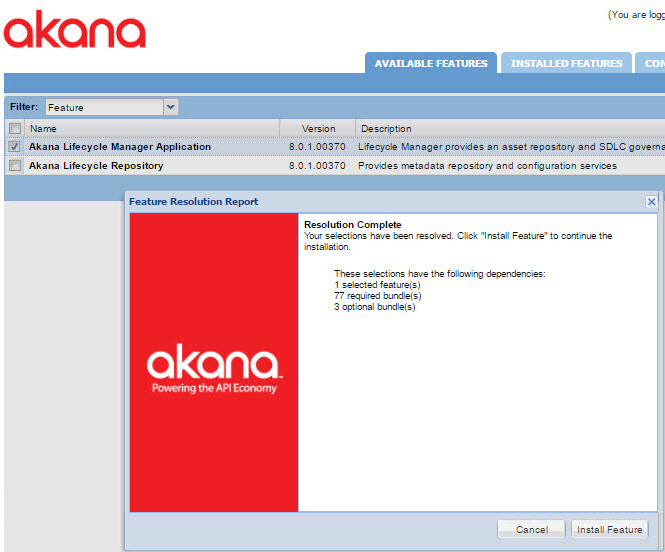 akana
(You are logg
AVAILABLE FEATURES
INSTALLED FEATURES
CON
Filter: Feature
Name Version Description
Akana Lifecycle Manager Application 8.0.1.00370 Lifecycle Manager provides an asset repository and SDLC governa
Akana Lifecycle Repository 8.0.1.00370 Provides metadata repository and configuration services
Feature Resolution Report
akana
Powering the API Economy
Resolution Complete
Your selections have been resolved. Click "Install Feature" to continue the
installation.
These selections have the following dependencies:
1 selected feature(s)
77 required bundle(s)
3 optional bundle(s)
Cancel
Install Feature